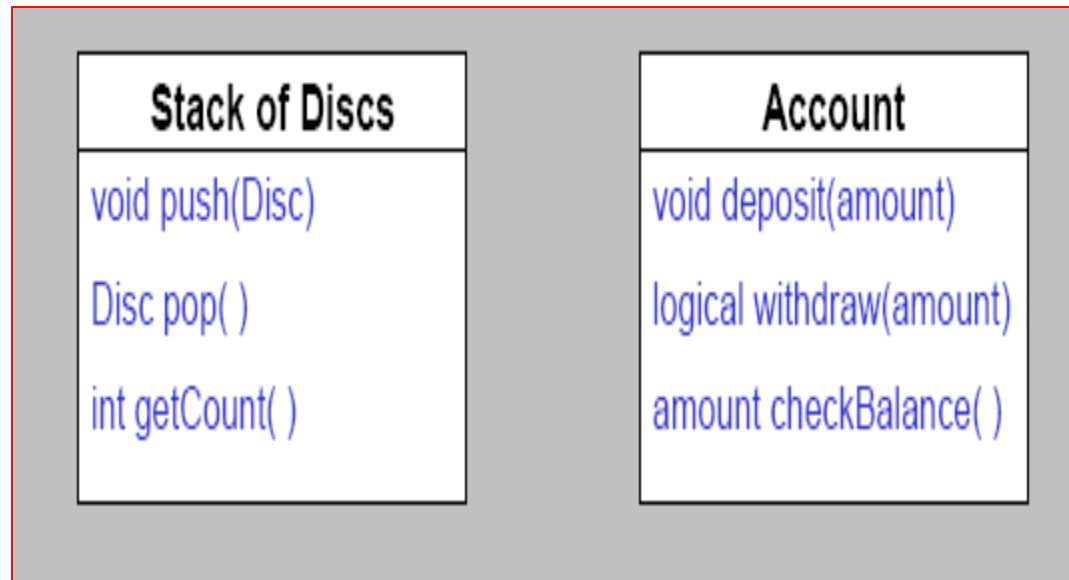 Stack of Discs
void push(Disc)
Disc pop( )
int getCount( )
Account
void deposit(amount)
logical withdraw(amount)
amount checkBalance( )